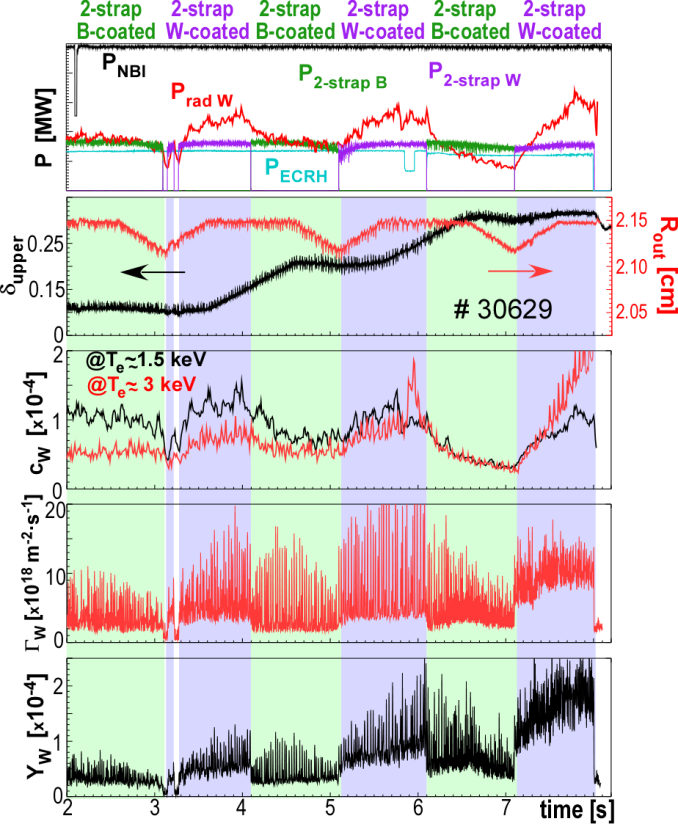 2-strap 2-strap 2-strap 2-strap 2-strap 2-strap
B-coated W-coated B-coated W-coated B-coated W-coated
P [MW]
P_NBI
P_rad W
P_2-strap B
P_2-strap W
P_ECRH
δ_upper
0.25
0.15
0
2.15
2.10
2.05
R_out [cm]
# 30629
c_W [x10^-4]
2
1
0
@T_e≈1.5 keV
@T_e≈ 3 keV
Γ_W [x10^18 m^-2·s^-1]
20
10
0
Y_W [x10^-4]
2
1
0
2 3 4 5 6 7 time [s]